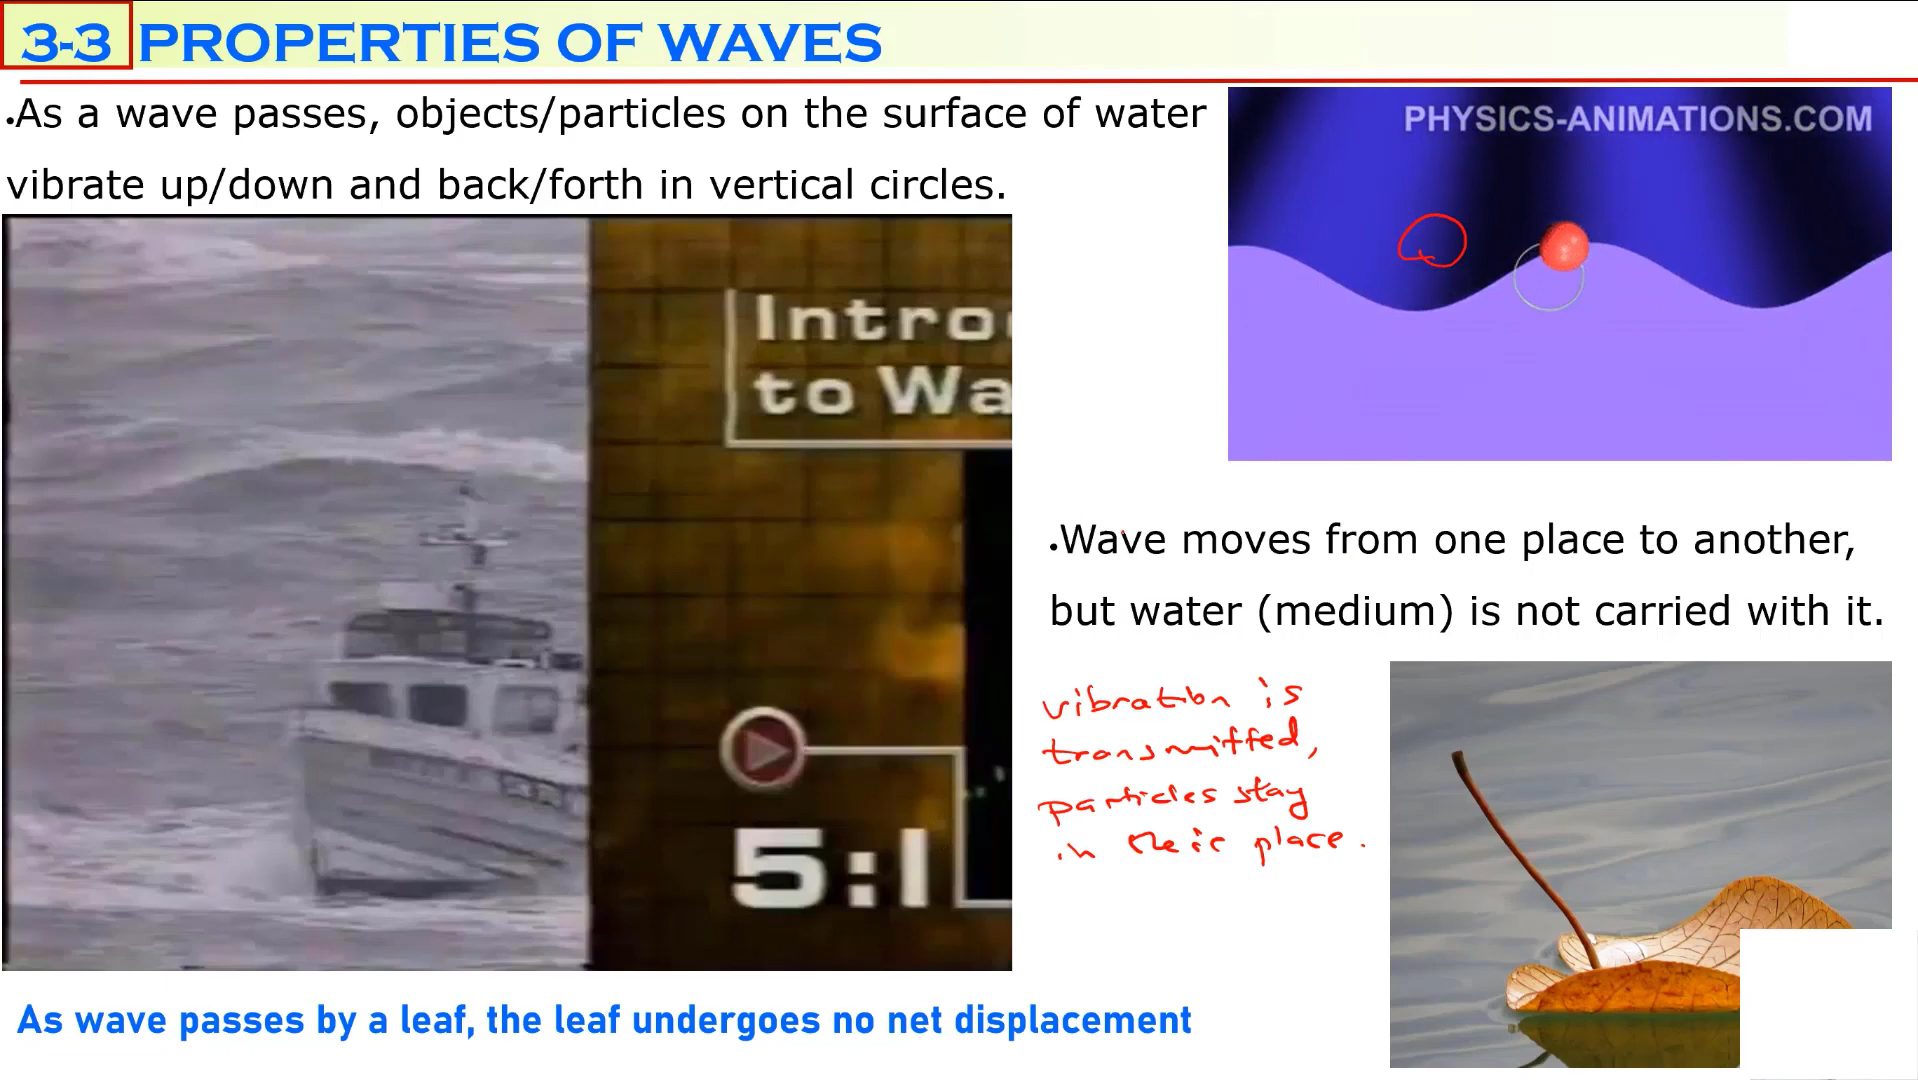 3-3 PROPERTIES OF WAVES
•As a wave passes, objects/particles on the surface of water
vibrate up/down and back/forth in vertical circles.
PHYSICS-ANIMATIONS.COM
Intro
to Wa
5:1
•Wave moves from one place to another,
but water (medium) is not carried with it.
vibration is
transmitted,
particles stay
in their place.
As wave passes by a leaf, the leaf undergoes no net displacement